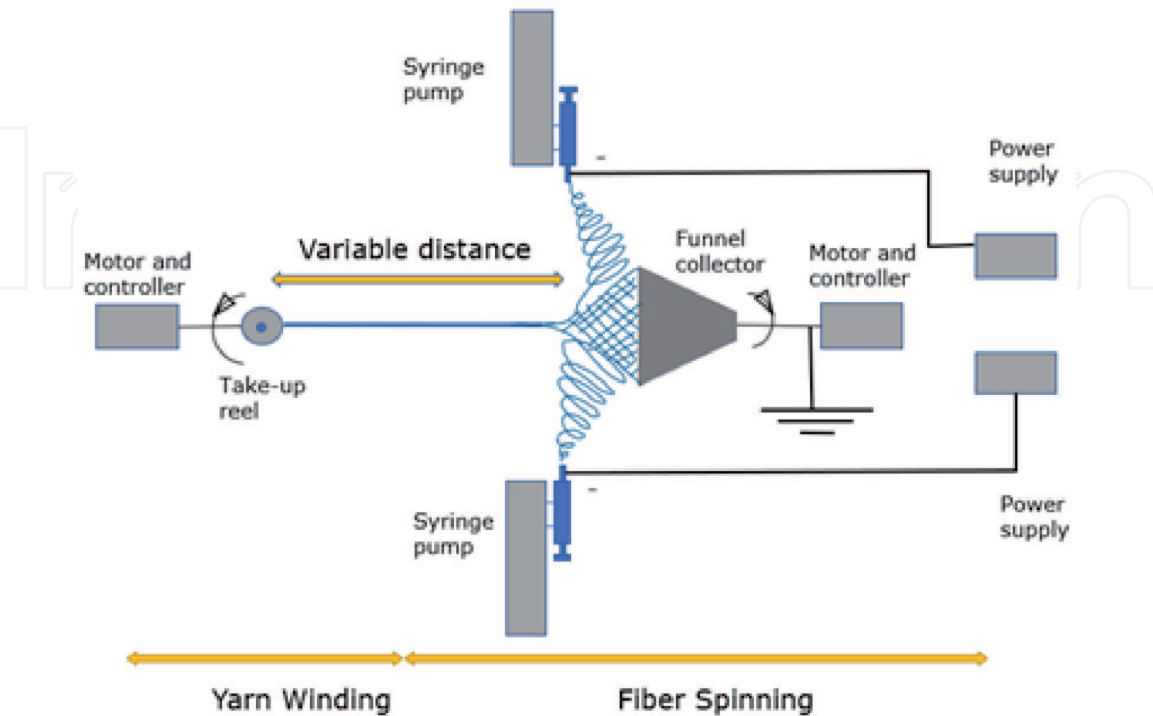 Syringe
pump
-
Power
supply
Variable distance
Funnel
collector
Motor and
controller
Motor and
controller
Take-up
reel
-
Syringe
pump
Power
supply
Yarn Winding
Fiber Spinning